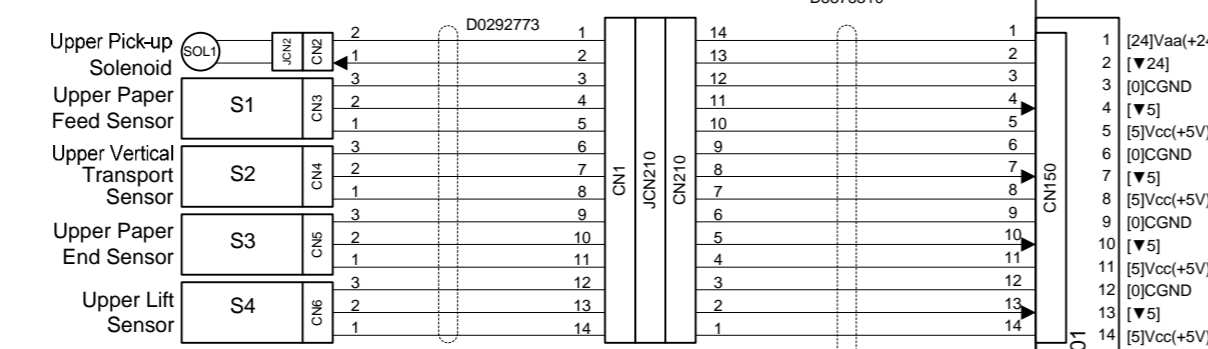 D0292773
Upper Pick-up
Solenoid
SOL1
JCN2
CN2
2
1
1
2
14
13
1
2
1 [24]Vaa(+24
2 [▼24]
Upper Paper
Feed Sensor
S1
CN3
3
2
1
3
4
5
12
11
10
3
4
5
3 [0]CGND
4 [▼5]
5 [5]Vcc(+5V)
Upper Vertical
Transport
Sensor
S2
CN4
3
2
1
6
7
8
CN1
JCN210
CN210
9
8
7
6
7
8
CN150
6 [0]CGND
7 [▼5]
8 [5]Vcc(+5V)
Upper Paper
End Sensor
S3
CN5
3
2
1
9
10
11
6
5
4
9
10
11
9 [0]CGND
10 [▼5]
11 [5]Vcc(+5V)
Upper Lift
Sensor
S4
CN6
3
2
1
12
13
14
3
2
1
12
13
14
12 [0]CGND
13 [▼5]
14 [5]Vcc(+5V)